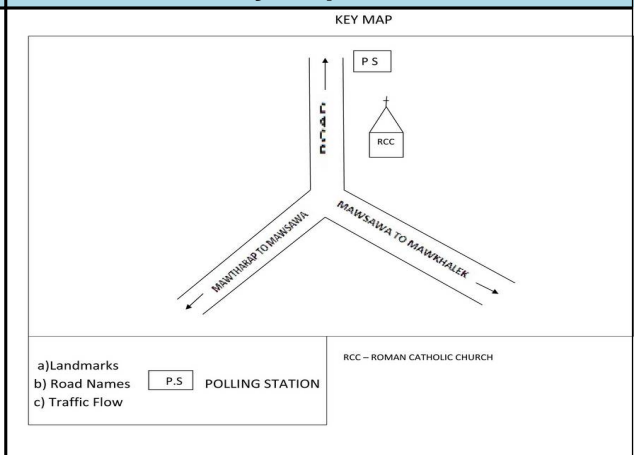 KEY MAP
P S
ROAD
RCC
MAWTHARAP TO MAWSAWA
MAWSAWA TO MAWKHALEK
a)Landmarks
b) Road Names
c) Traffic Flow
P.S POLLING STATION
RCC – ROMAN CATHOLIC CHURCH